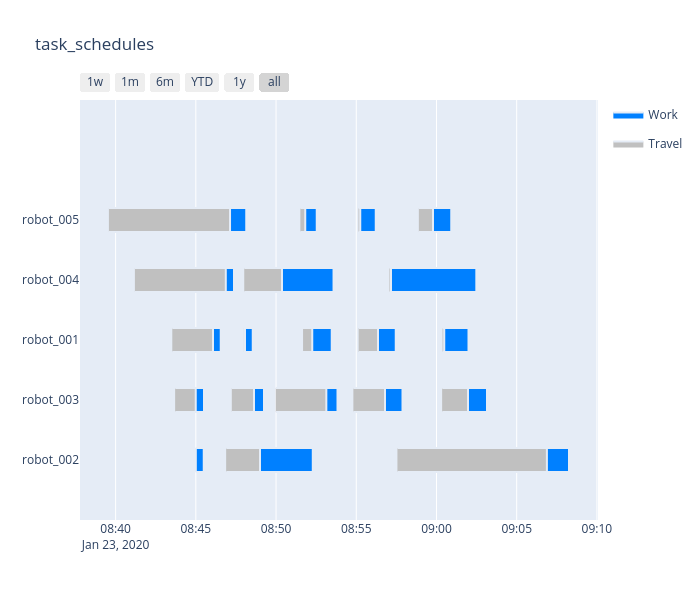 task_schedules
1w 1m 6m YTD 1y all
Work
Travel
robot_005
robot_004
robot_001
robot_003
robot_002
08:40 08:45 08:50 08:55 09:00 09:05 09:10
Jan 23, 2020